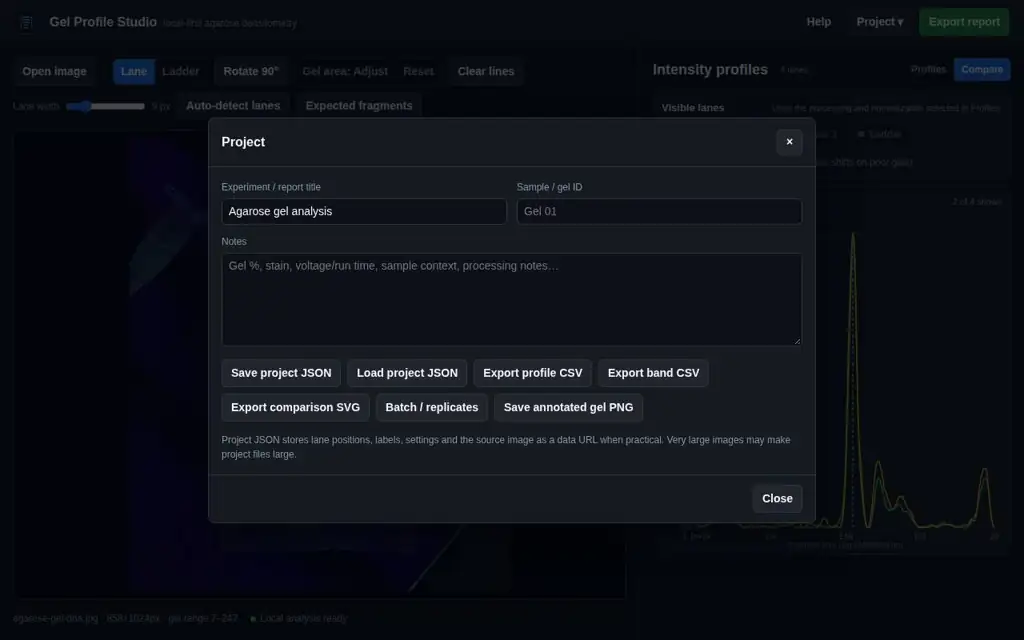 Gel Profile Studio local-first agarose densitometry
Help Project ▾ Export report
Open image Lane Ladder Rotate 90° Gel area: Adjust Reset Clear lines
Intensity profiles 4 lanes Profiles Compare
Lane width 9 px Auto-detect lanes Expected fragments
Visible lanes
Project ×
Experiment / report title Sample / gel ID
Agarose gel analysis Gel 01
Notes
Gel %, stain, voltage/run time, sample context, processing notes…
Save project JSON Load project JSON Export profile CSV Export band CSV
Export comparison SVG Batch / replicates Save annotated gel PNG
Project JSON stores lane positions, labels, settings and the source image as a data URL when practical. Very large images may make
project files large.
Close
Local analysis ready